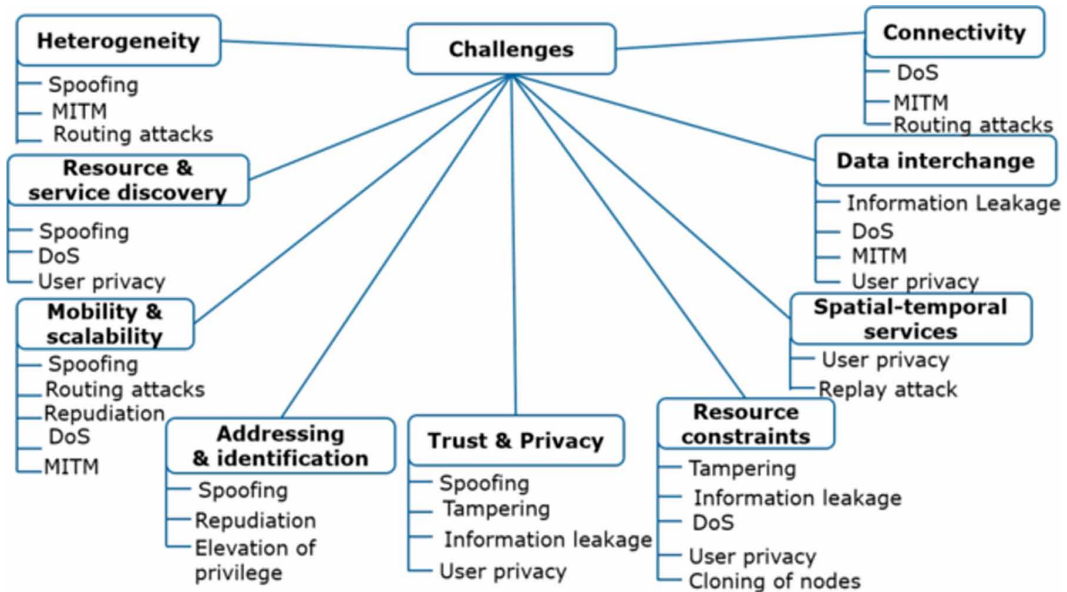 Challenges
Heterogeneity
Spoofing
MITM
Routing attacks
Resource &
service discovery
Spoofing
DoS
User privacy
Mobility &
scalability
Spoofing
Routing attacks
Repudiation
DoS
MITM
Addressing
& identification
Spoofing
Repudiation
Elevation of
privilege
Trust & Privacy
Spoofing
Tampering
Information leakage
User privacy
Resource
constraints
Tampering
Information leakage
DoS
User privacy
Cloning of nodes
Spatial-temporal
services
User privacy
Replay attack
Data interchange
Information Leakage
DoS
MITM
User privacy
Connectivity
DoS
MITM
Routing attacks